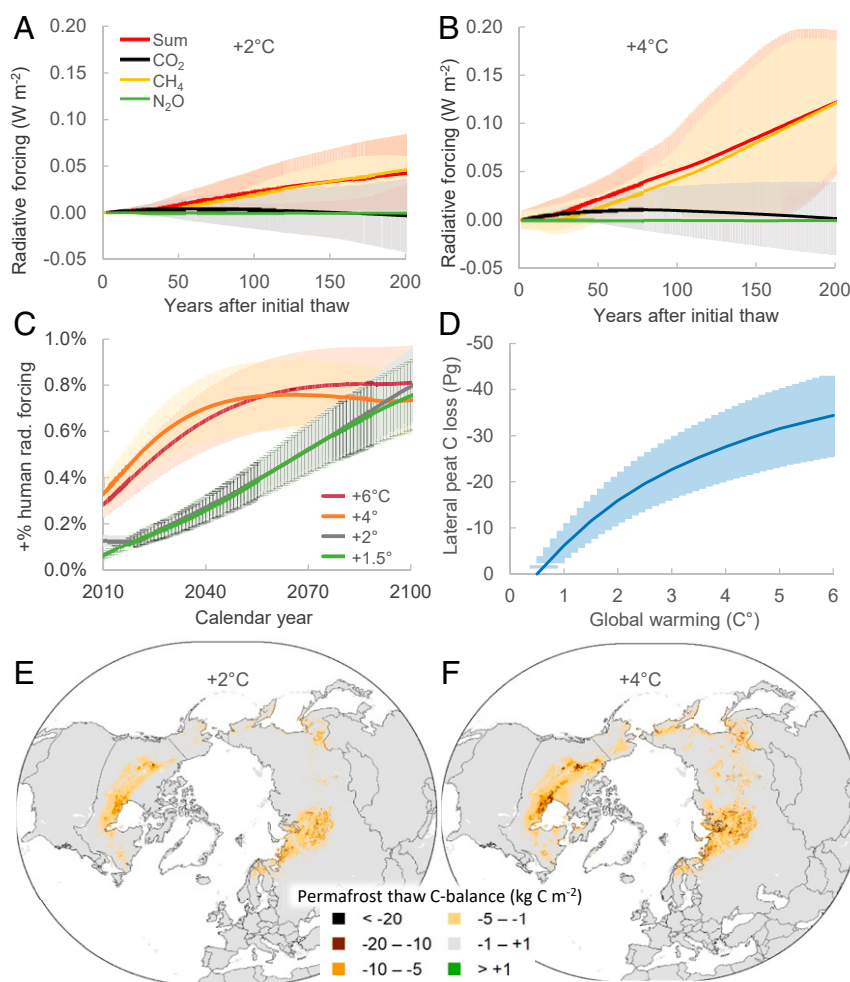 A
+2°C
Sum
CO2
CH4
N2O
Radiative forcing (W m-2)
0.20
0.15
0.10
0.05
0.00
-0.05
0
50
100
150
200
Years after initial thaw
B
+4°C
Radiative forcing (W m-2)
0.20
0.15
0.10
0.05
0.00
0.05
0
50
100
150
200
Years after initial thaw
C
+% human rad. forcing
1.0%
0.8%
0.6%
0.4%
0.2%
0.0%
+6°C
+4°
+2°
+1.5°
2010
2040
2070
2100
Calendar year
D
Lateral peat C loss (Pg)
-50
-40
-30
-20
-10
0
0
1
2
3
4
5
6
Global warming (C°)
E
+2°C
F
+4°C
Permafrost thaw C-balance (kg C m-2)
< -20
-20 – -10
-10 – -5
-5 – -1
-1 – +1
> +1